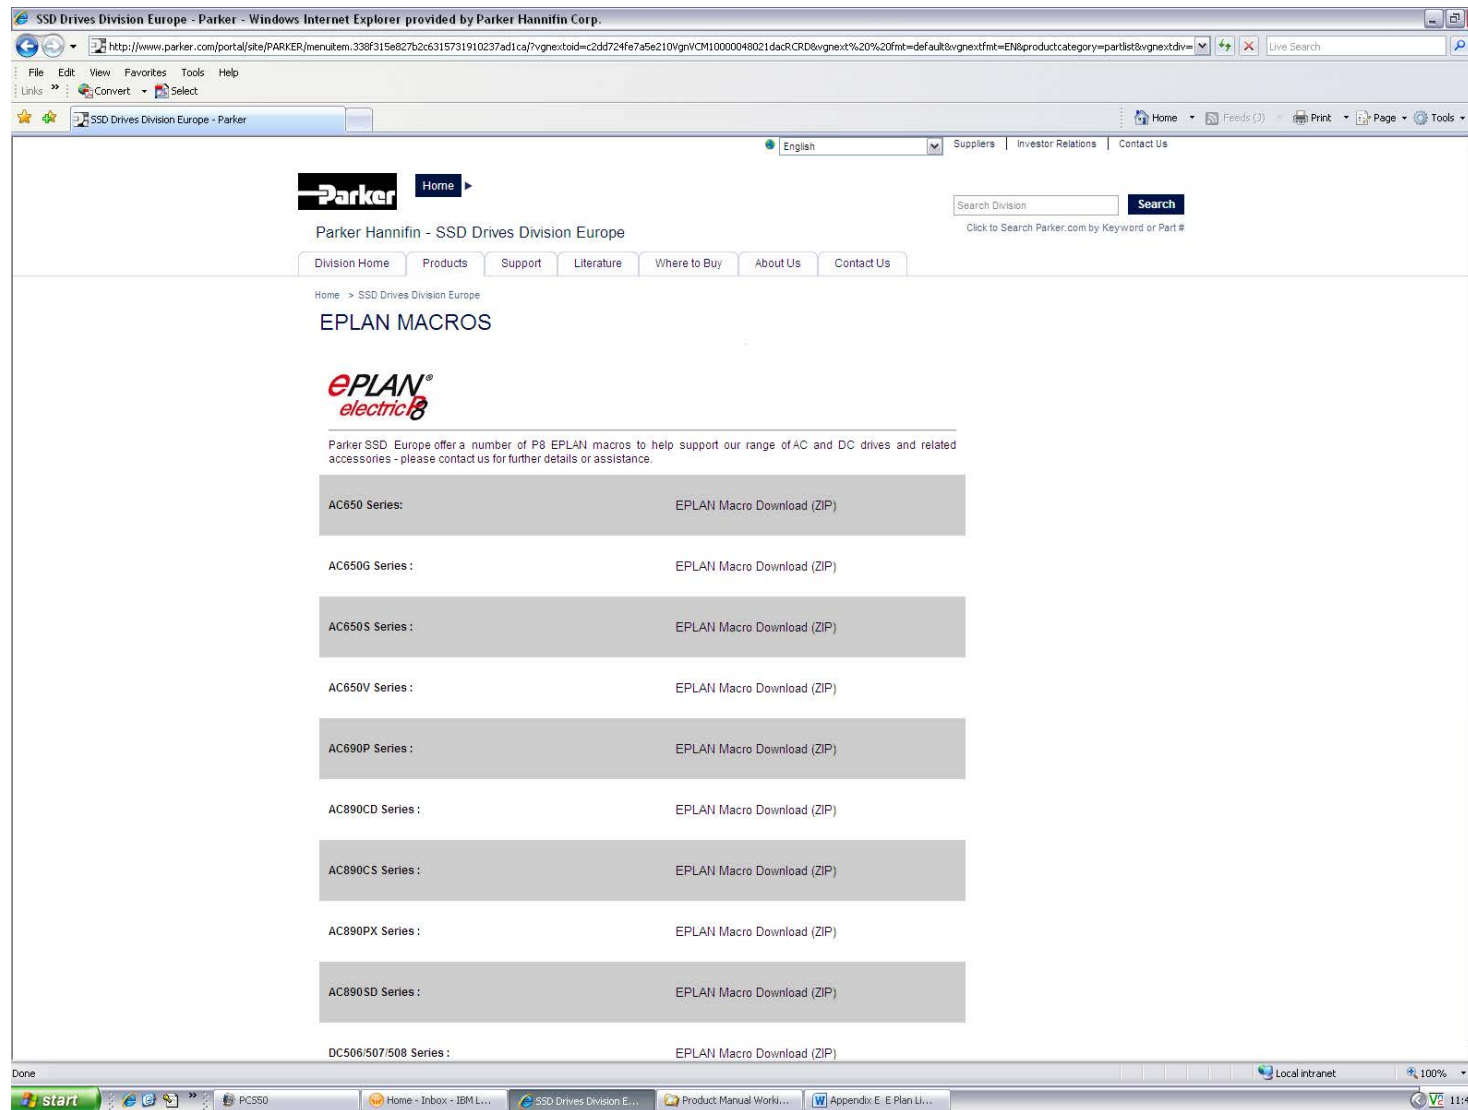 SSD Drives Division Europe - Parker - Windows Internet Explorer provided by Parker Hannifin Corp.
http://www.parker.com/portal/site/PARKER/menuitem.338f315e827b2c6315731910237ad1ca/?vgnextoid=c2dd724fe7a5e210VgnVCM10000048021dacRCRD&vgnext%20%20fmt=default&vgnextfmt=EN&productcategory=partlist&vgnextdiv=
Live Search
File Edit View Favorites Tools Help
Links » Convert Select
SSD Drives Division Europe - Parker
Home Feeds (J) Print Page Tools
English Suppliers | Investor Relations | Contact Us
Parker Home
Search Division Search
Parker Hannifin - SSD Drives Division Europe
Click to Search Parker.com by Keyword or Part #
Division Home Products Support Literature Where to Buy About Us Contact Us
Home > SSD Drives Division Europe
EPLAN MACROS
ePLAN®
electric P8
Parker SSD Europe offer a number of P8 EPLAN macros to help support our range of AC and DC drives and related
accessories - please contact us for further details or assistance.
AC650 Series: EPLAN Macro Download (ZIP)
AC650G Series : EPLAN Macro Download (ZIP)
AC650S Series : EPLAN Macro Download (ZIP)
AC650V Series : EPLAN Macro Download (ZIP)
AC690P Series : EPLAN Macro Download (ZIP)
AC890CD Series : EPLAN Macro Download (ZIP)
AC890CS Series : EPLAN Macro Download (ZIP)
AC890PX Series : EPLAN Macro Download (ZIP)
AC890SD Series : EPLAN Macro Download (ZIP)
DC506/507/508 Series : EPLAN Macro Download (ZIP)
Done Local intranet 100%
start » PCS50 Home - Inbox - IBM L... SSD Drives Division E... Product Manual Worki... Appendix E E Plan Li... 11:4